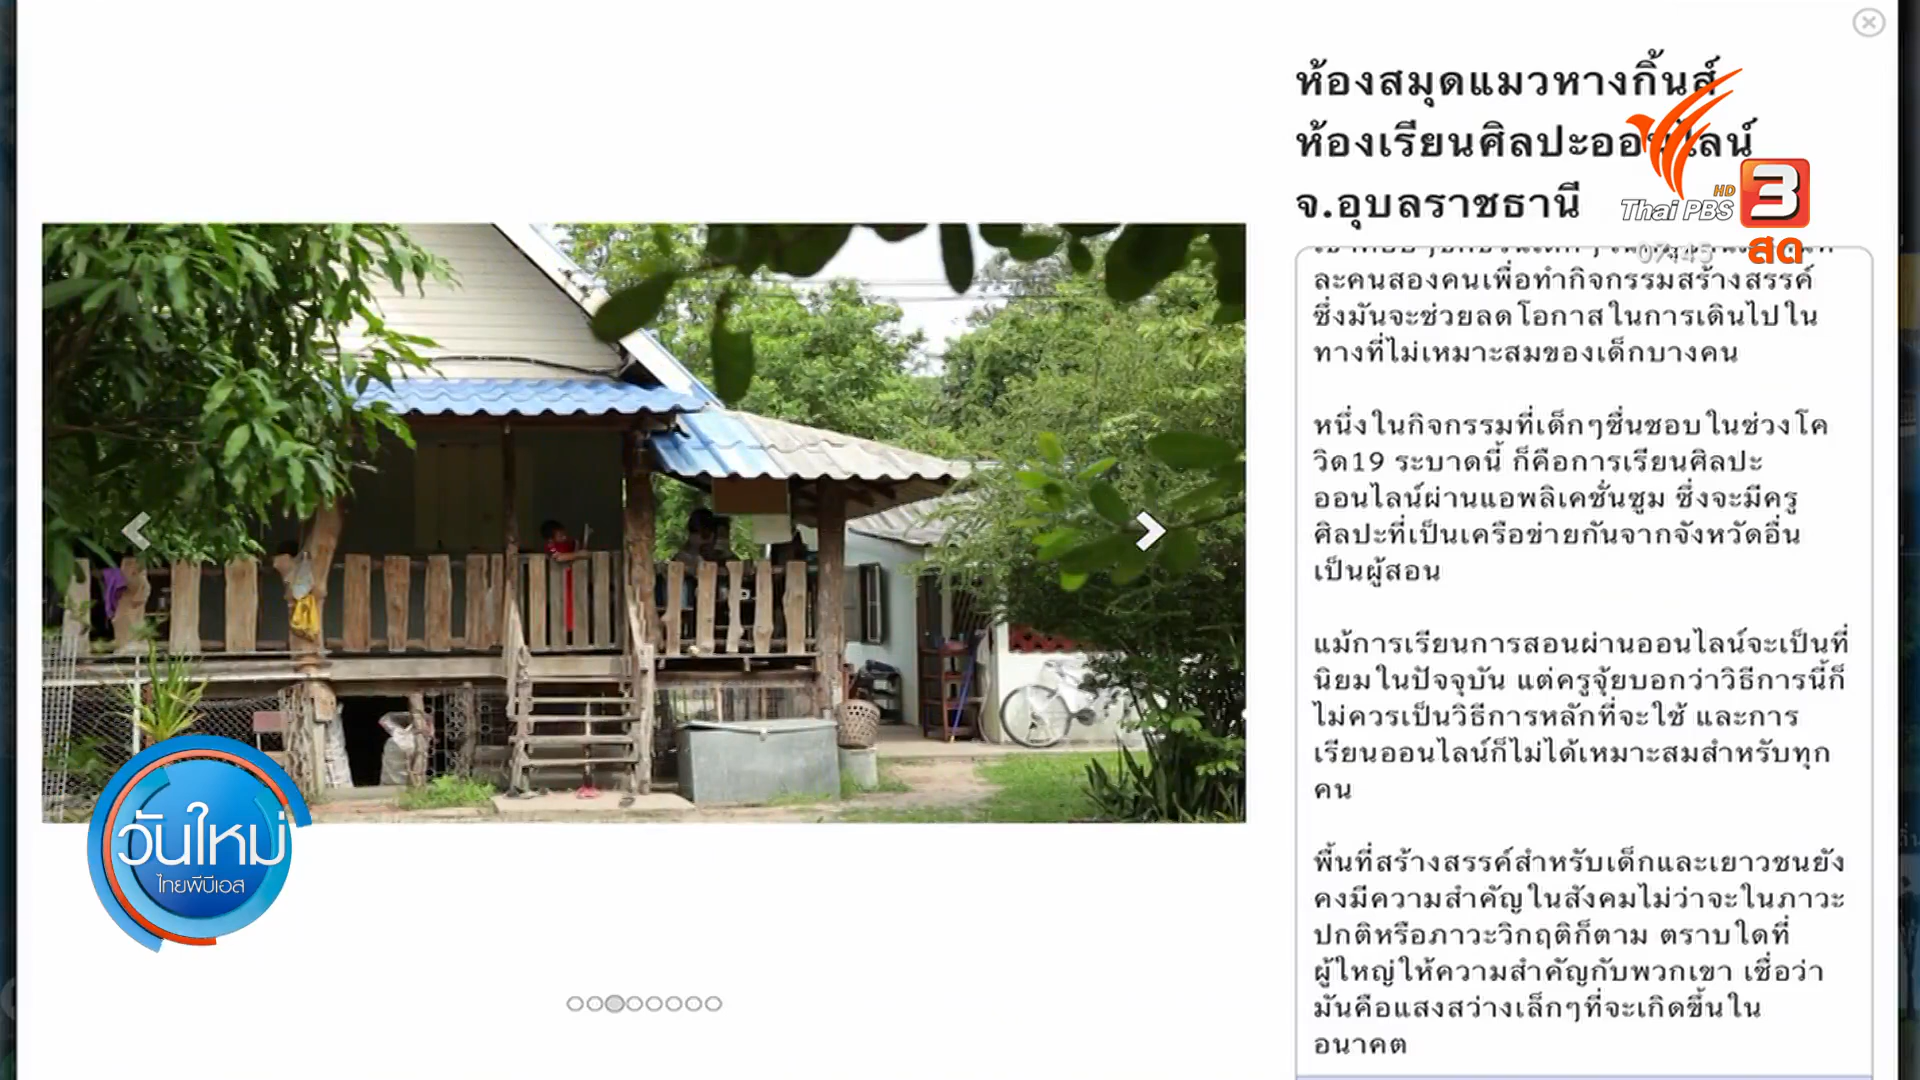 ห้องสมุดแมวหางกิ้นส์
ห้องเรียนศิลปะออนไลน์
จ.อุบลราชธานี
HD
Thai PBS
3
07:45
สด
ละคนสองคนเพื่อทำกิจกรรมสร้างสรรค์
ซึ่งมันจะช่วยลดโอกาสในการเดินไปใน
ทางที่ไม่เหมาะสมของเด็กบางคน
หนึ่งในกิจกรรมที่เด็กๆชื่นชอบในช่วงโค
วิด19 ระบาดนี้ ก็คือการเรียนศิลปะ
ออนไลน์ผ่านแอพลิเคชั่นซูม ซึ่งจะมีครู
ศิลปะที่เป็นเครือข่ายกันจากจังหวัดอื่น
เป็นผู้สอน
แม้การเรียนการสอนผ่านออนไลน์จะเป็นที่
นิยมในปัจจุบัน แต่ครูจุ้ยบอกว่าวิธีการนี้ก็
ไม่ควรเป็นวิธีการหลักที่จะใช้ และการ
เรียนออนไลน์ก็ไม่ได้เหมาะสมสำหรับทุก
คน
พื้นที่สร้างสรรค์สำหรับเด็กและเยาวชนยัง
คงมีความสำคัญในสังคมไม่ว่าจะในภาวะ
ปกติหรือภาวะวิกฤติก็ตาม ตราบใดที่
ผู้ใหญ่ให้ความสำคัญกับพวกเขา เชื่อว่า
มันคือแสงสว่างเล็กๆที่จะเกิดขึ้นใน
อนาคต
วันใหม่
ไทยพีบีเอส